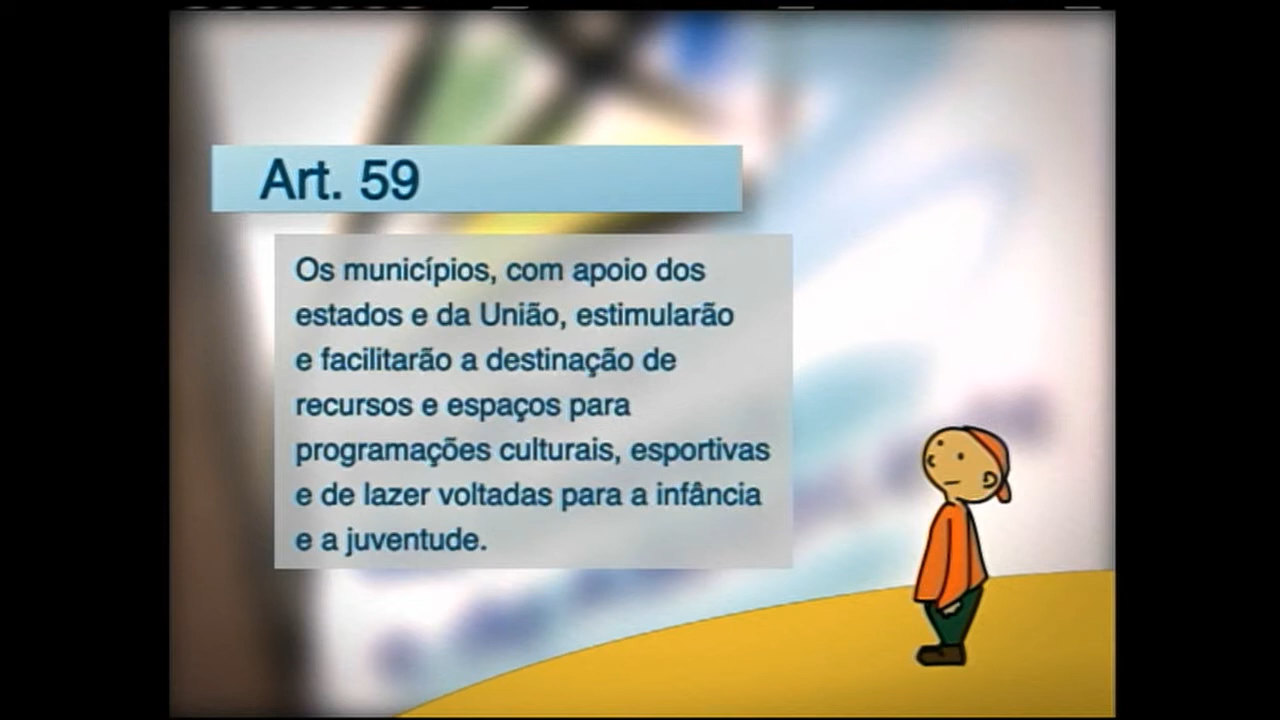 Art. 59
Os municípios, com apoio dos
estados e da União, estimularão
e facilitarão a destinação de
recursos e espaços para
programações culturais, esportivas
e de lazer voltadas para a infância
e a juventude.